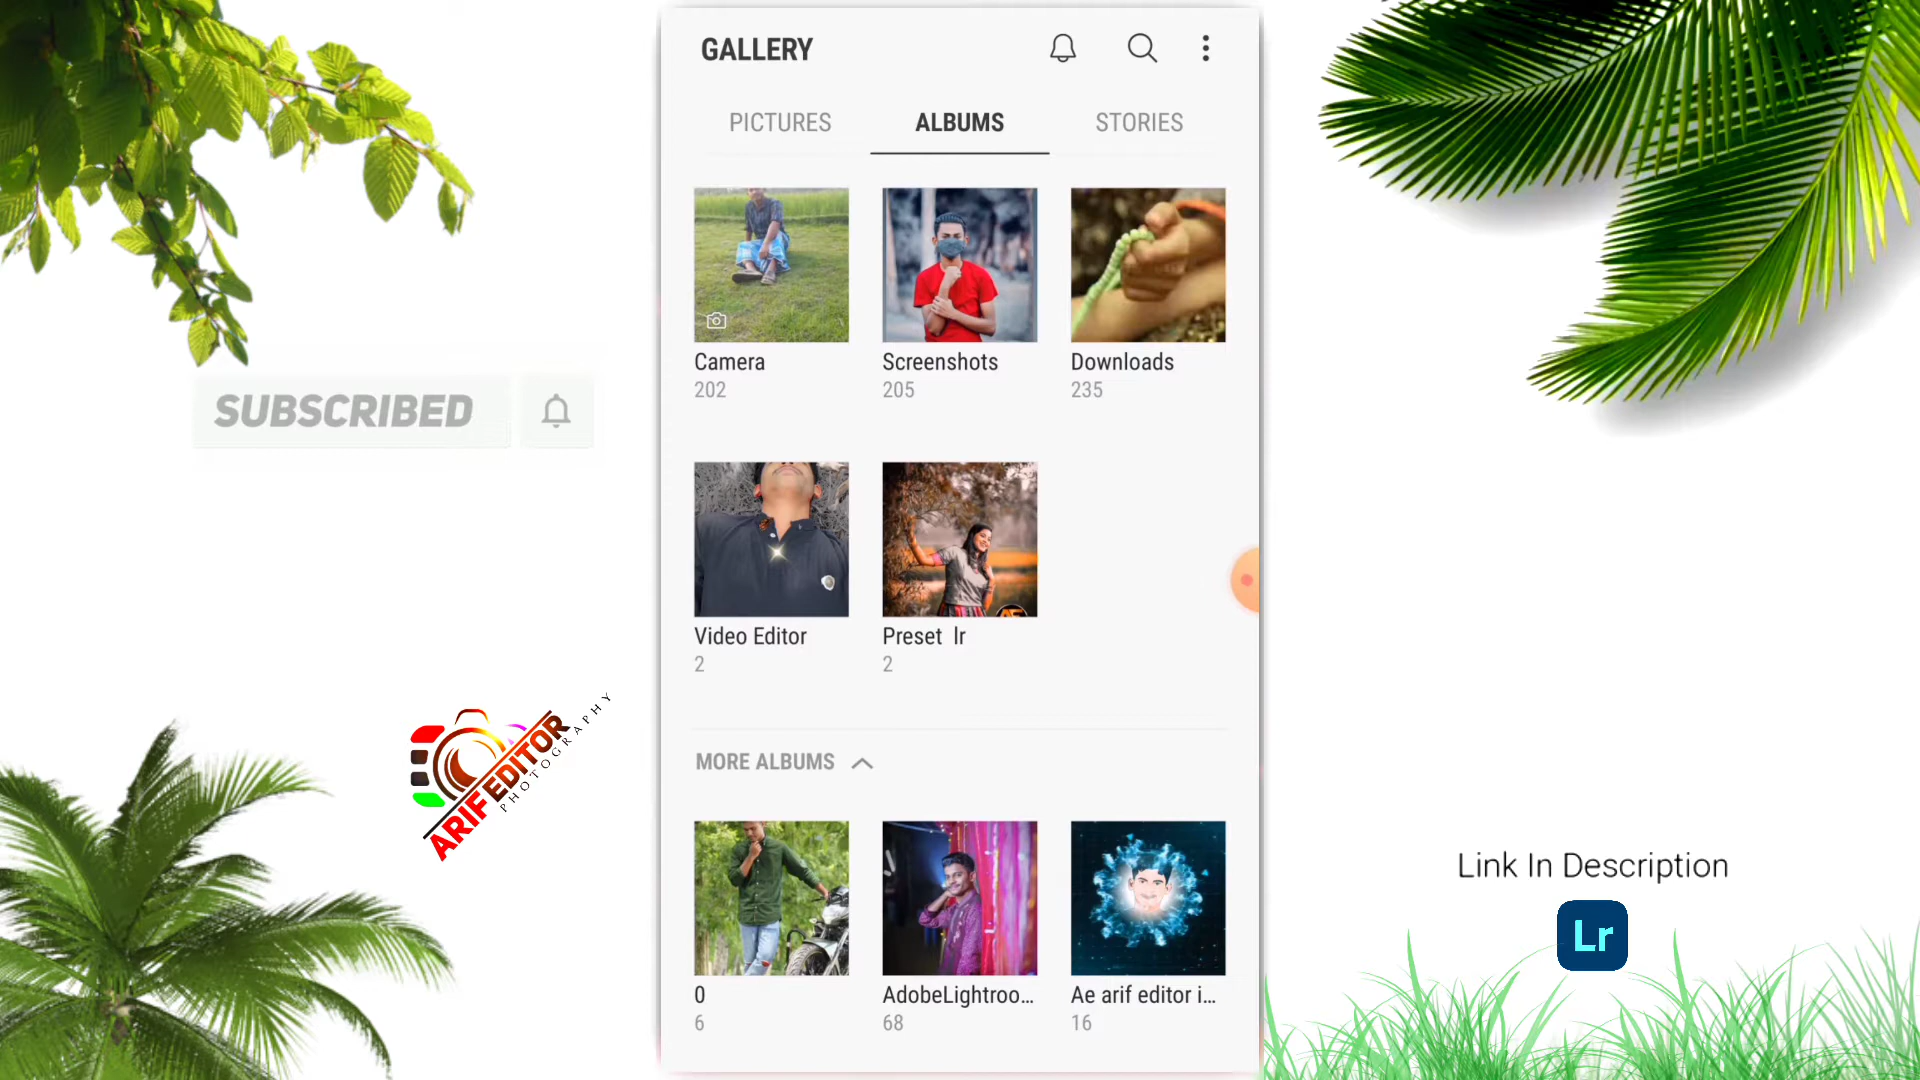 GALLERY
PICTURES
ALBUMS
STORIES
Camera
202
Screenshots
205
Downloads
235
SUBSCRIBED
Video Editor
2
Preset lr
2
ARIF EDITOR
PHOTOGRAPHY
MORE ALBUMS
0
6
AdobeLightroo...
68
Ae arif editor i...
16
Link In Description
Lr